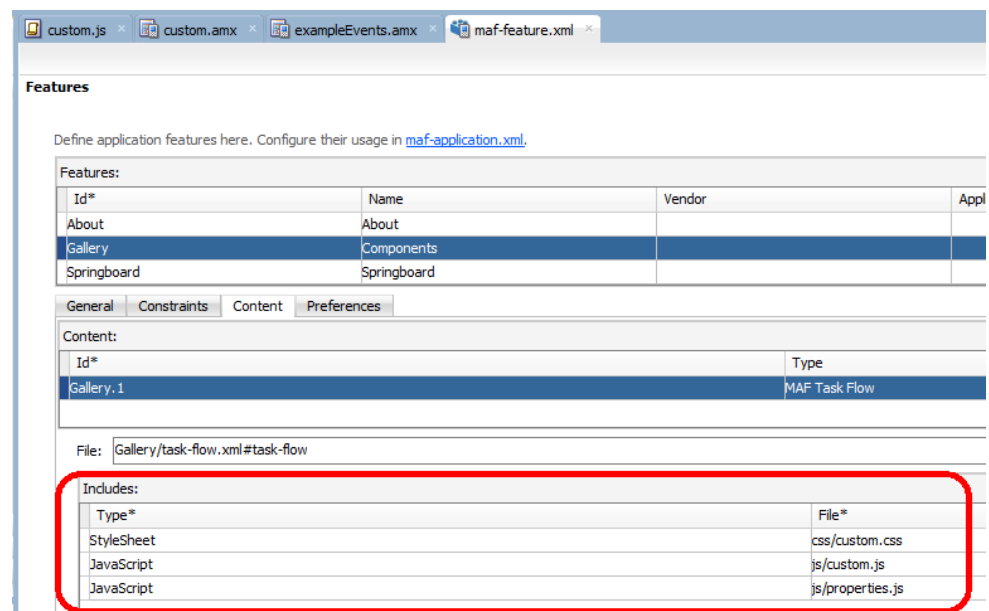 custom.js custom.amx exampleEvents.amx maf-feature.xml
Features
Define application features here. Configure their usage in maf-application.xml.
Features:
Id* Name Vendor Appl
About About
Gallery Components
Springboard Springboard
General Constraints Content Preferences
Content:
Id* Type
Gallery.1 MAF Task Flow
File: Gallery/task-flow.xml#task-flow
Includes:
Type* File*
StyleSheet css/custom.css
JavaScript js/custom.js
JavaScript js/properties.js